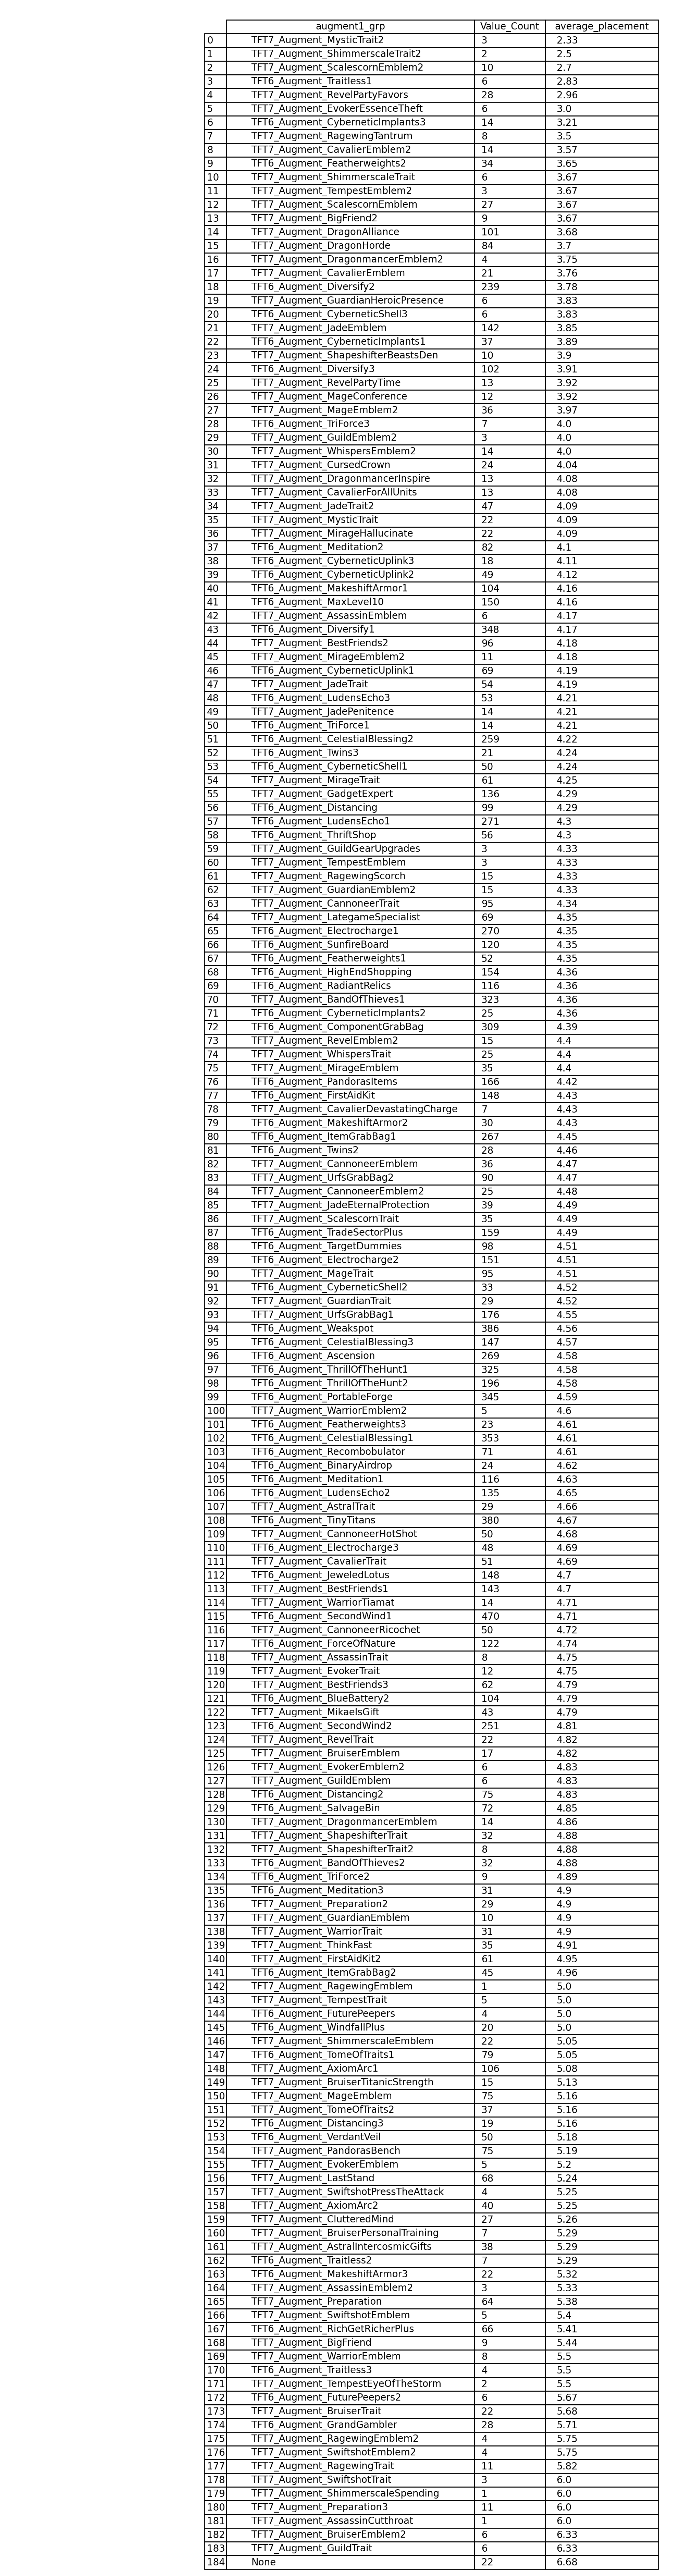 augment1_grp Value_Count average_placement
0 TFT7_Augment_MysticTrait2 3 2.33
1 TFT7_Augment_ShimmerscaleTrait2 2 2.5
2 TFT7_Augment_ScalescornEmblem2 10 2.7
3 TFT6_Augment_Traitless1 6 2.83
4 TFT7_Augment_RevelPartyFavors 28 2.96
5 TFT7_Augment_EvokerEssenceTheft 6 3.0
6 TFT6_Augment_CyberneticImplants3 14 3.21
7 TFT7_Augment_RagewingTantrum 8 3.5
8 TFT7_Augment_CavalierEmblem2 14 3.57
9 TFT6_Augment_Featherweights2 34 3.65
10 TFT7_Augment_ShimmerscaleTrait 6 3.67
11 TFT7_Augment_TempestEmblem2 3 3.67
12 TFT7_Augment_ScalescornEmblem 27 3.67
13 TFT7_Augment_BigFriend2 9 3.67
14 TFT7_Augment_DragonAlliance 101 3.68
15 TFT7_Augment_DragonHorde 84 3.7
16 TFT7_Augment_DragonmancerEmblem2 4 3.75
17 TFT7_Augment_CavalierEmblem 21 3.76
18 TFT6_Augment_Diversify2 239 3.78
19 TFT7_Augment_GuardianHeroicPresence 6 3.83
20 TFT6_Augment_CyberneticShell3 6 3.83
21 TFT7_Augment_JadeEmblem 142 3.85
22 TFT6_Augment_CyberneticImplants1 37 3.89
23 TFT7_Augment_ShapeshifterBeastsDen 10 3.9
24 TFT6_Augment_Diversify3 102 3.91
25 TFT7_Augment_RevelPartyTime 13 3.92
26 TFT7_Augment_MageConference 12 3.92
27 TFT7_Augment_MageEmblem2 36 3.97
28 TFT6_Augment_TriForce3 7 4.0
29 TFT7_Augment_GuildEmblem2 3 4.0
30 TFT7_Augment_WhispersEmblem2 14 4.0
31 TFT7_Augment_CursedCrown 24 4.04
32 TFT7_Augment_DragonmancerInspire 13 4.08
33 TFT7_Augment_CavalierForAllUnits 13 4.08
34 TFT7_Augment_JadeTrait2 47 4.09
35 TFT7_Augment_MysticTrait 22 4.09
36 TFT7_Augment_MirageHallucinate 22 4.09
37 TFT6_Augment_Meditation2 82 4.1
38 TFT6_Augment_CyberneticUplink3 18 4.11
39 TFT6_Augment_CyberneticUplink2 49 4.12
40 TFT6_Augment_MakeshiftArmor1 104 4.16
41 TFT6_Augment_MaxLevel10 150 4.16
42 TFT7_Augment_AssassinEmblem 6 4.17
43 TFT6_Augment_Diversify1 348 4.17
44 TFT7_Augment_BestFriends2 96 4.18
45 TFT7_Augment_MirageEmblem2 11 4.18
46 TFT6_Augment_CyberneticUplink1 69 4.19
47 TFT7_Augment_JadeTrait 54 4.19
48 TFT6_Augment_LudensEcho3 53 4.21
49 TFT7_Augment_JadePenitence 14 4.21
50 TFT6_Augment_TriForce1 14 4.21
51 TFT6_Augment_CelestialBlessing2 259 4.22
52 TFT6_Augment_Twins3 21 4.24
53 TFT6_Augment_CyberneticShell1 50 4.24
54 TFT7_Augment_MirageTrait 61 4.25
55 TFT7_Augment_GadgetExpert 136 4.29
56 TFT6_Augment_Distancing 99 4.29
57 TFT6_Augment_LudensEcho1 271 4.3
58 TFT6_Augment_ThriftShop 56 4.3
59 TFT7_Augment_GuildGearUpgrades 3 4.33
60 TFT7_Augment_TempestEmblem 3 4.33
61 TFT7_Augment_RagewingScorch 15 4.33
62 TFT7_Augment_GuardianEmblem2 15 4.33
63 TFT7_Augment_CannoneerTrait 95 4.34
64 TFT7_Augment_LategameSpecialist 69 4.35
65 TFT6_Augment_Electrocharge1 270 4.35
66 TFT6_Augment_SunfireBoard 120 4.35
67 TFT6_Augment_Featherweights1 52 4.35
68 TFT6_Augment_HighEndShopping 154 4.36
69 TFT6_Augment_RadiantRelics 116 4.36
70 TFT7_Augment_BandOfThieves1 323 4.36
71 TFT6_Augment_CyberneticImplants2 25 4.36
72 TFT6_Augment_ComponentGrabBag 309 4.39
73 TFT7_Augment_RevelEmblem2 15 4.4
74 TFT7_Augment_WhispersTrait 25 4.4
75 TFT7_Augment_MirageEmblem 35 4.4
76 TFT6_Augment_PandorasItems 166 4.42
77 TFT6_Augment_FirstAidKit 148 4.43
78 TFT7_Augment_CavalierDevastatingCharge 7 4.43
79 TFT6_Augment_MakeshiftArmor2 30 4.43
80 TFT6_Augment_ItemGrabBag1 267 4.45
81 TFT6_Augment_Twins2 28 4.46
82 TFT7_Augment_CannoneerEmblem 36 4.47
83 TFT7_Augment_UrfsGrabBag2 90 4.47
84 TFT7_Augment_CannoneerEmblem2 25 4.48
85 TFT7_Augment_JadeEternalProtection 39 4.49
86 TFT7_Augment_ScalescornTrait 35 4.49
87 TFT6_Augment_TradeSectorPlus 159 4.49
88 TFT6_Augment_TargetDummies 98 4.51
89 TFT6_Augment_Electrocharge2 151 4.51
90 TFT7_Augment_MageTrait 95 4.51
91 TFT6_Augment_CyberneticShell2 33 4.52
92 TFT7_Augment_GuardianTrait 29 4.52
93 TFT7_Augment_UrfsGrabBag1 176 4.55
94 TFT6_Augment_Weakspot 386 4.56
95 TFT6_Augment_CelestialBlessing3 147 4.57
96 TFT6_Augment_Ascension 269 4.58
97 TFT6_Augment_ThrillOfTheHunt1 325 4.58
98 TFT6_Augment_ThrillOfTheHunt2 196 4.58
99 TFT6_Augment_PortableForge 345 4.59
100 TFT7_Augment_WarriorEmblem2 5 4.6
101 TFT6_Augment_Featherweights3 23 4.61
102 TFT6_Augment_CelestialBlessing1 353 4.61
103 TFT6_Augment_Recombobulator 71 4.61
104 TFT6_Augment_BinaryAirdrop 24 4.62
105 TFT6_Augment_Meditation1 116 4.63
106 TFT6_Augment_LudensEcho2 135 4.65
107 TFT7_Augment_AstralTrait 29 4.66
108 TFT6_Augment_TinyTitans 380 4.67
109 TFT7_Augment_CannoneerHotShot 50 4.68
110 TFT6_Augment_Electrocharge3 48 4.69
111 TFT7_Augment_CavalierTrait 51 4.69
112 TFT6_Augment_JeweledLotus 148 4.7
113 TFT7_Augment_BestFriends1 143 4.7
114 TFT7_Augment_WarriorTiamat 14 4.71
115 TFT6_Augment_SecondWind1 470 4.71
116 TFT7_Augment_CannoneerRicochet 50 4.72
117 TFT6_Augment_ForceOfNature 122 4.74
118 TFT7_Augment_AssassinTrait 8 4.75
119 TFT7_Augment_EvokerTrait 12 4.75
120 TFT7_Augment_BestFriends3 62 4.79
121 TFT6_Augment_BlueBattery2 104 4.79
122 TFT7_Augment_MikaelsGift 43 4.79
123 TFT6_Augment_SecondWind2 251 4.81
124 TFT7_Augment_RevelTrait 22 4.82
125 TFT7_Augment_BruiserEmblem 17 4.82
126 TFT7_Augment_EvokerEmblem2 6 4.83
127 TFT7_Augment_GuildEmblem 6 4.83
128 TFT6_Augment_Distancing2 75 4.83
129 TFT6_Augment_SalvageBin 72 4.85
130 TFT7_Augment_DragonmancerEmblem 14 4.86
131 TFT7_Augment_ShapeshifterTrait 32 4.88
132 TFT7_Augment_ShapeshifterTrait2 8 4.88
133 TFT6_Augment_BandOfThieves2 32 4.88
134 TFT6_Augment_TriForce2 9 4.89
135 TFT6_Augment_Meditation3 31 4.9
136 TFT7_Augment_Preparation2 29 4.9
137 TFT7_Augment_GuardianEmblem 10 4.9
138 TFT7_Augment_WarriorTrait 31 4.9
139 TFT7_Augment_ThinkFast 35 4.91
140 TFT7_Augment_FirstAidKit2 61 4.95
141 TFT6_Augment_ItemGrabBag2 45 4.96
142 TFT7_Augment_RagewingEmblem 1 5.0
143 TFT7_Augment_TempestTrait 5 5.0
144 TFT7_Augment_FuturePeepers 4 5.0
145 TFT6_Augment_WindfallPlus 20 5.0
146 TFT7_Augment_ShimmerscaleEmblem 22 5.05
147 TFT6_Augment_TomeOfTraits1 79 5.05
148 TFT7_Augment_AxiomArc1 106 5.08
149 TFT7_Augment_BruiserTitanicStrength 15 5.13
150 TFT7_Augment_MageEmblem 75 5.16
151 TFT7_Augment_TomeOfTraits2 37 5.16
152 TFT6_Augment_Distancing3 19 5.16
153 TFT6_Augment_VerdantVeil 50 5.18
154 TFT7_Augment_PandorasBench 75 5.19
155 TFT7_Augment_EvokerEmblem 5 5.2
156 TFT7_Augment_LastStand 68 5.24
157 TFT7_Augment_SwiftshotPressTheAttack 4 5.25
158 TFT7_Augment_AxiomArc2 40 5.25
159 TFT7_Augment_ClutteredMind 27 5.26
160 TFT7_Augment_BruiserPersonalTraining 7 5.29
161 TFT7_Augment_AstralIntercosmicGifts 38 5.29
162 TFT6_Augment_Traitless2 7 5.29
163 TFT6_Augment_MakeshiftArmor3 22 5.32
164 TFT7_Augment_AssassinEmblem2 3 5.33
165 TFT7_Augment_Preparation 64 5.38
166 TFT7_Augment_SwiftshotEmblem 5 5.4
167 TFT6_Augment_RichGetRicherPlus 66 5.41
168 TFT7_Augment_BigFriend 9 5.44
169 TFT7_Augment_WarriorEmblem 8 5.5
170 TFT6_Augment_Traitless3 4 5.5
171 TFT7_Augment_TempestEyeOfTheStorm 2 5.5
172 TFT7_Augment_FuturePeepers2 6 5.67
173 TFT7_Augment_BruiserTrait 22 5.68
174 TFT6_Augment_GrandGambler 28 5.71
175 TFT7_Augment_RagewingEmblem2 4 5.75
176 TFT7_Augment_SwiftshotEmblem2 4 5.75
177 TFT7_Augment_RagewingTrait 11 5.82
178 TFT7_Augment_SwiftshotTrait 3 6.0
179 TFT7_Augment_ShimmerscaleSpending 1 6.0
180 TFT7_Augment_Preparation3 11 6.0
181 TFT7_Augment_AssassinCutthroat 1 6.0
182 TFT7_Augment_BruiserEmblem2 6 6.33
183 TFT7_Augment_GuildTrait 6 6.33
184 None 22 6.68